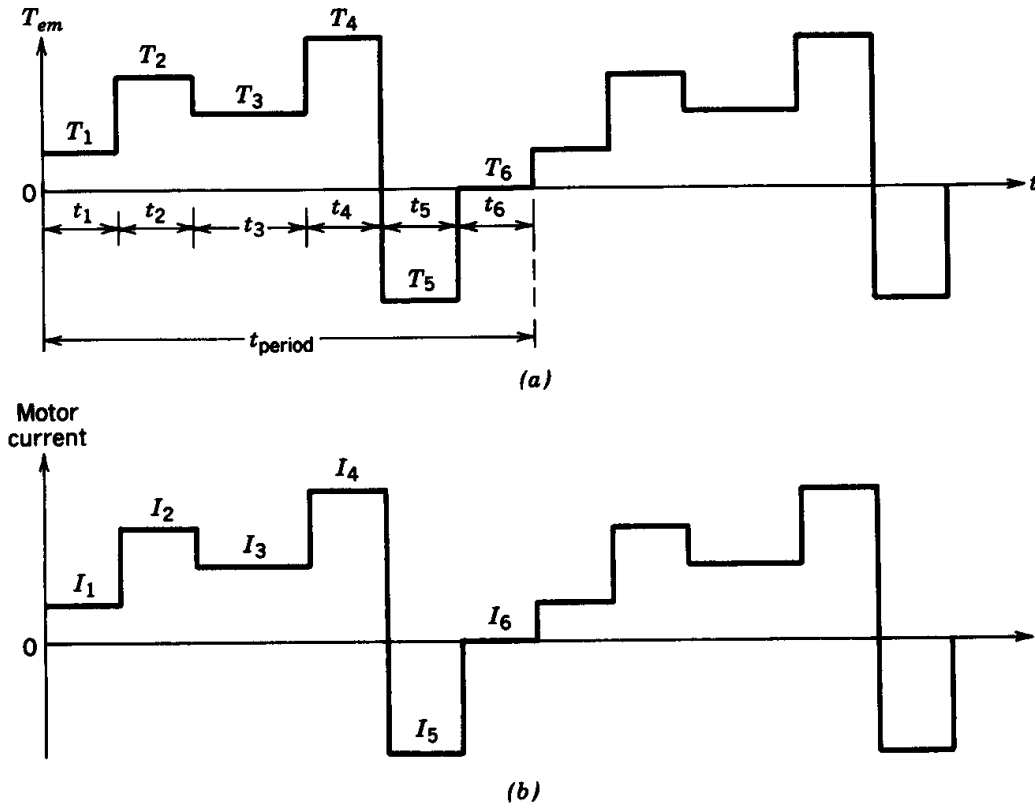 T_em
T_1 T_2 T_3 T_4 T_5 T_6
0 t
t_1 t_2 t_3 t_4 t_5 t_6
t_period
(a)
Motor
current
I_1 I_2 I_3 I_4 I_5 I_6
0
(b)